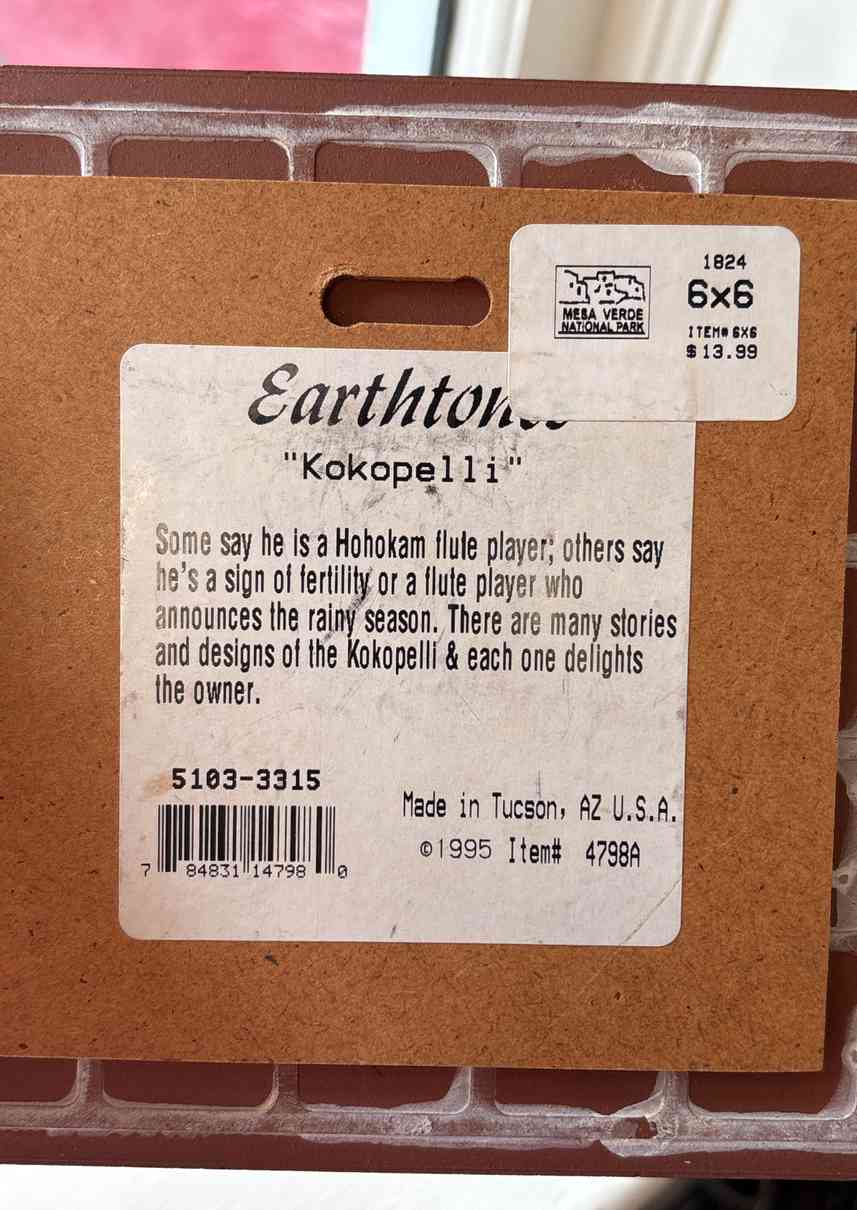 1824
6x6
MESA VERDE
NATIONAL PARK
ITEM# 6X6
$13.99
"Kokopelli"
Some say he is a Hohokam flute player; others say
he's a sign of fertility or a flute player who
announces the rainy season. There are many stories
and designs of the Kokopelli & each one delights
the owner.
5103-3315
Made in Tucson, AZ U.S.A.
©1995 Item# 4798A
7 84831 14798 0